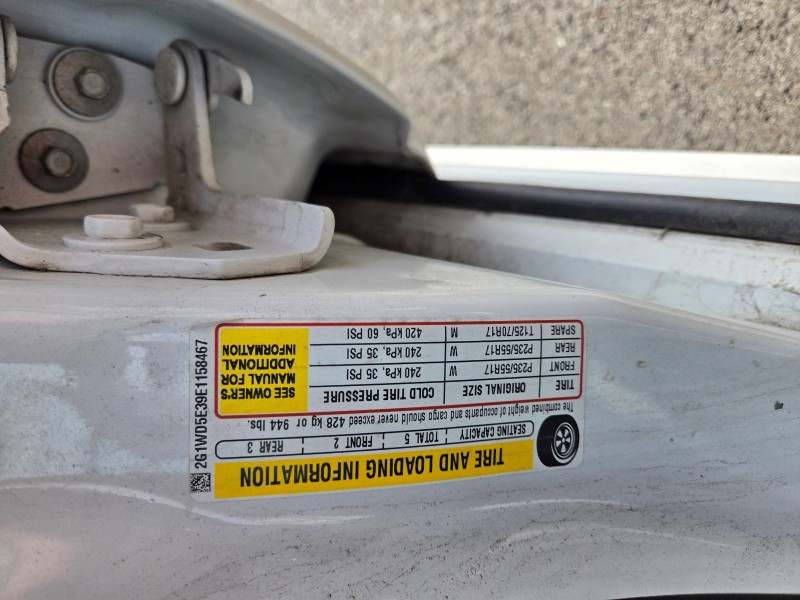 TIRE AND LOADING INFORMATION
SEATING CAPACITY TOTAL 5 FRONT 2 REAR 3
The combined weight of occupants and cargo should never exceed 428 kg or 944 lbs.
TIRE ORIGINAL SIZE COLD TIRE PRESSURE
FRONT P235/55R17 W 240 kPa, 35 PSI
REAR P235/55R17 W 240 kPa, 35 PSI
SPARE T125/70R17 M 420 kPa, 60 PSI
SEE OWNER'S
MANUAL FOR
ADDITIONAL
INFORMATION
2G1WD5E39E1158467